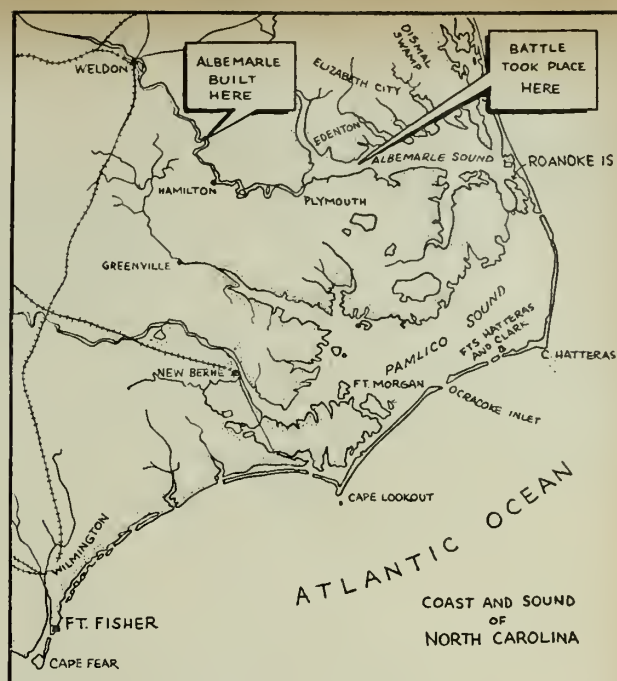 WELDON
ALBEMARLE
BUILT
HERE
DISMAL
SWAMP
BATTLE
TOOK PLACE
HERE
ELIZABETH CITY
EDENTON
ALBEMARLE SOUND
ROANOKE IS
HAMILTON
PLYMOUTH
GREENVILLE
PAMLICO SOUND
FTS HATTERAS
AND CLARK
C. HATTERAS
NEW BERNE
FT. MORGAN
OCRACOKE INLET
CAPE LOOKOUT
WILMINGTON
ATLANTIC OCEAN
FT. FISHER
CAPE FEAR
COAST AND SOUND
OF
NORTH CAROLINA